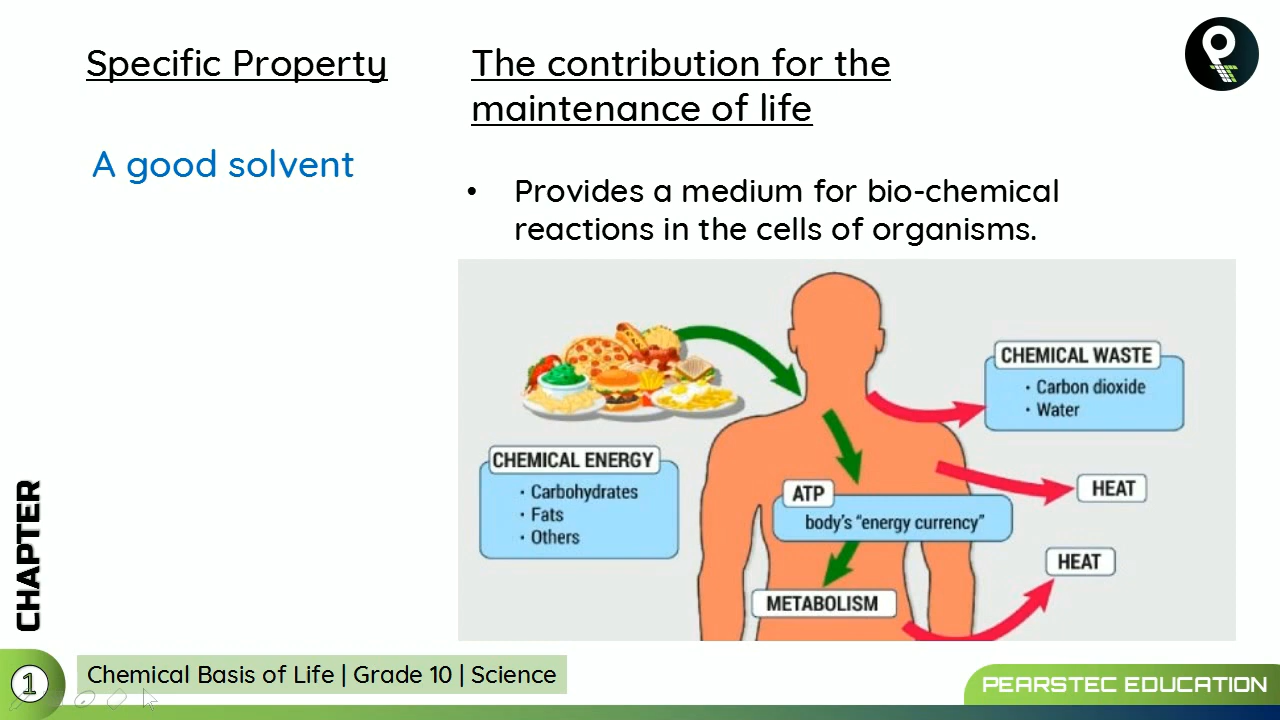 Specific Property
The contribution for the
maintenance of life
A good solvent
• Provides a medium for bio-chemical
reactions in the cells of organisms.
CHEMICAL WASTE
· Carbon dioxide
· Water
CHEMICAL ENERGY
· Carbohydrates
· Fats
· Others
ATP
body's "energy currency"
HEAT
HEAT
METABOLISM
CHAPTER
1
Chemical Basis of Life | Grade 10 | Science
PEARSTEC EDUCATION